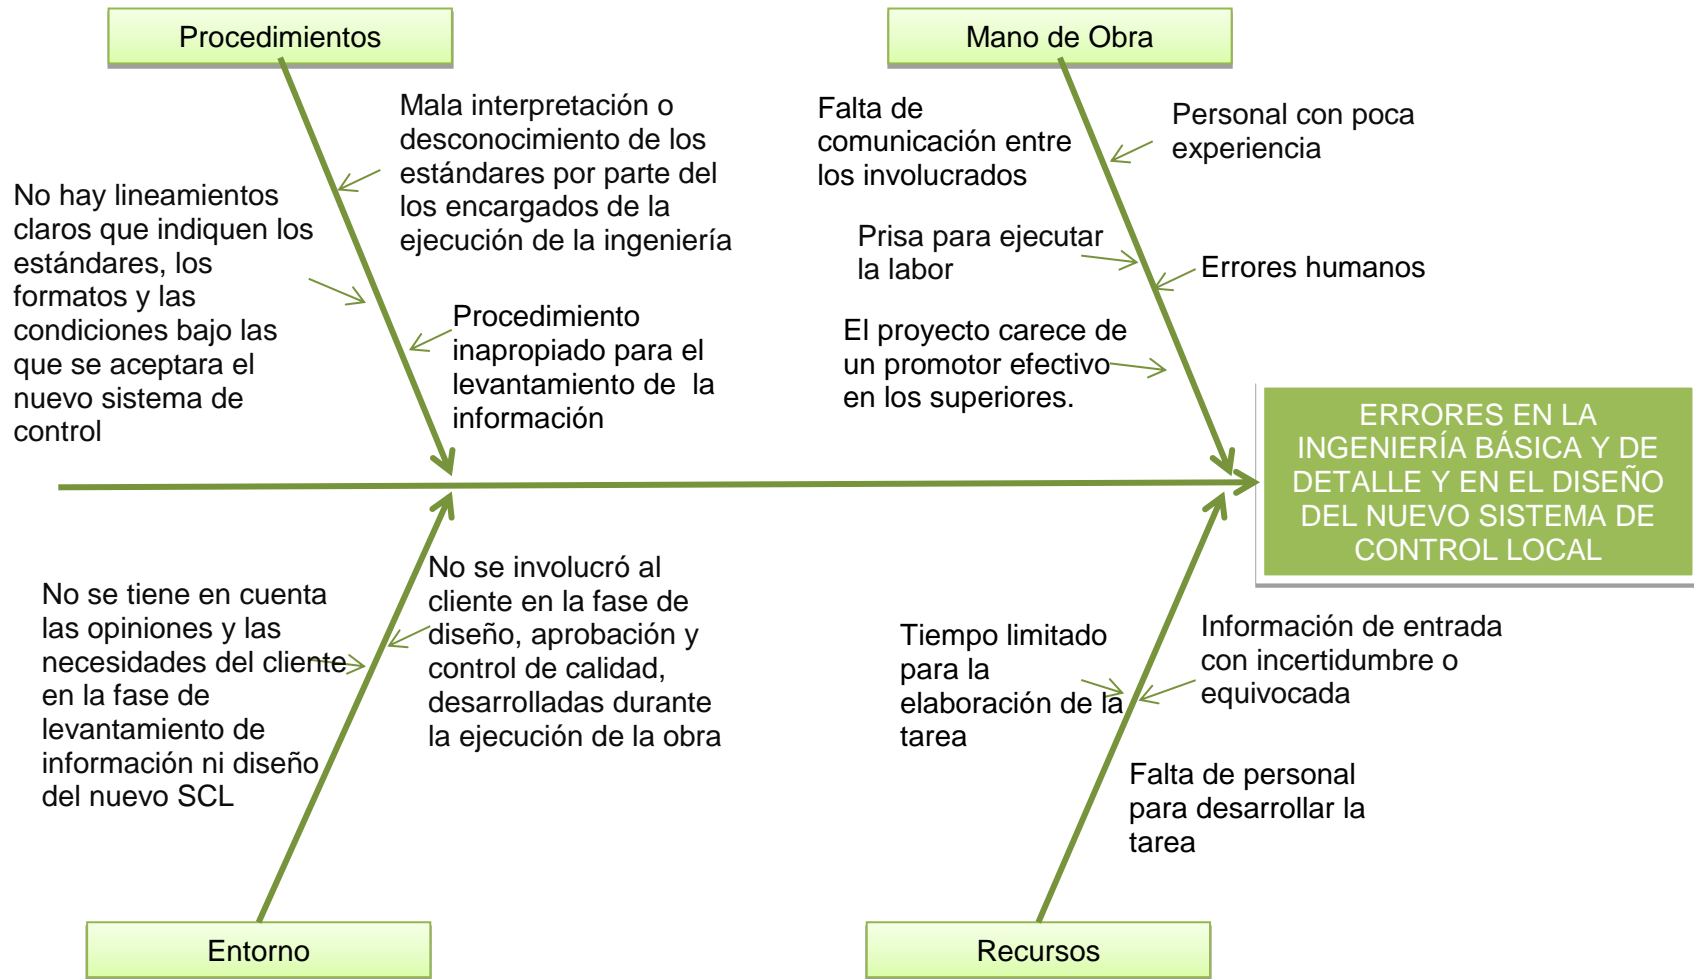 Procedimientos
Mano de Obra
Mala interpretación o
desconocimiento de los
estándares por parte del
los encargados de la
ejecución de la ingeniería
No hay lineamientos
claros que indiquen los
estándares, los
formatos y las
condiciones bajo las
que se aceptara el
nuevo sistema de
control
Procedimiento
inapropiado para el
levantamiento de la
información
Falta de
comunicación entre
los involucrados
Personal con poca
experiencia
Prisa para ejecutar
la labor
Errores humanos
El proyecto carece de
un promotor efectivo
en los superiores.
ERRORES EN LA
INGENIERÍA BÁSICA Y DE
DETALLE Y EN EL DISEÑO
DEL NUEVO SISTEMA DE
CONTROL LOCAL
No se tiene en cuenta
las opiniones y las
necesidades del cliente
en la fase de
levantamiento de
información ni diseño
del nuevo SCL
No se involucró al
cliente en la fase de
diseño, aprobación y
control de calidad,
desarrolladas durante
la ejecución de la obra
Tiempo limitado
para la
elaboración de la
tarea
Información de entrada
con incertidumbre o
equivocada
Falta de personal
para desarrollar la
tarea
Entorno
Recursos